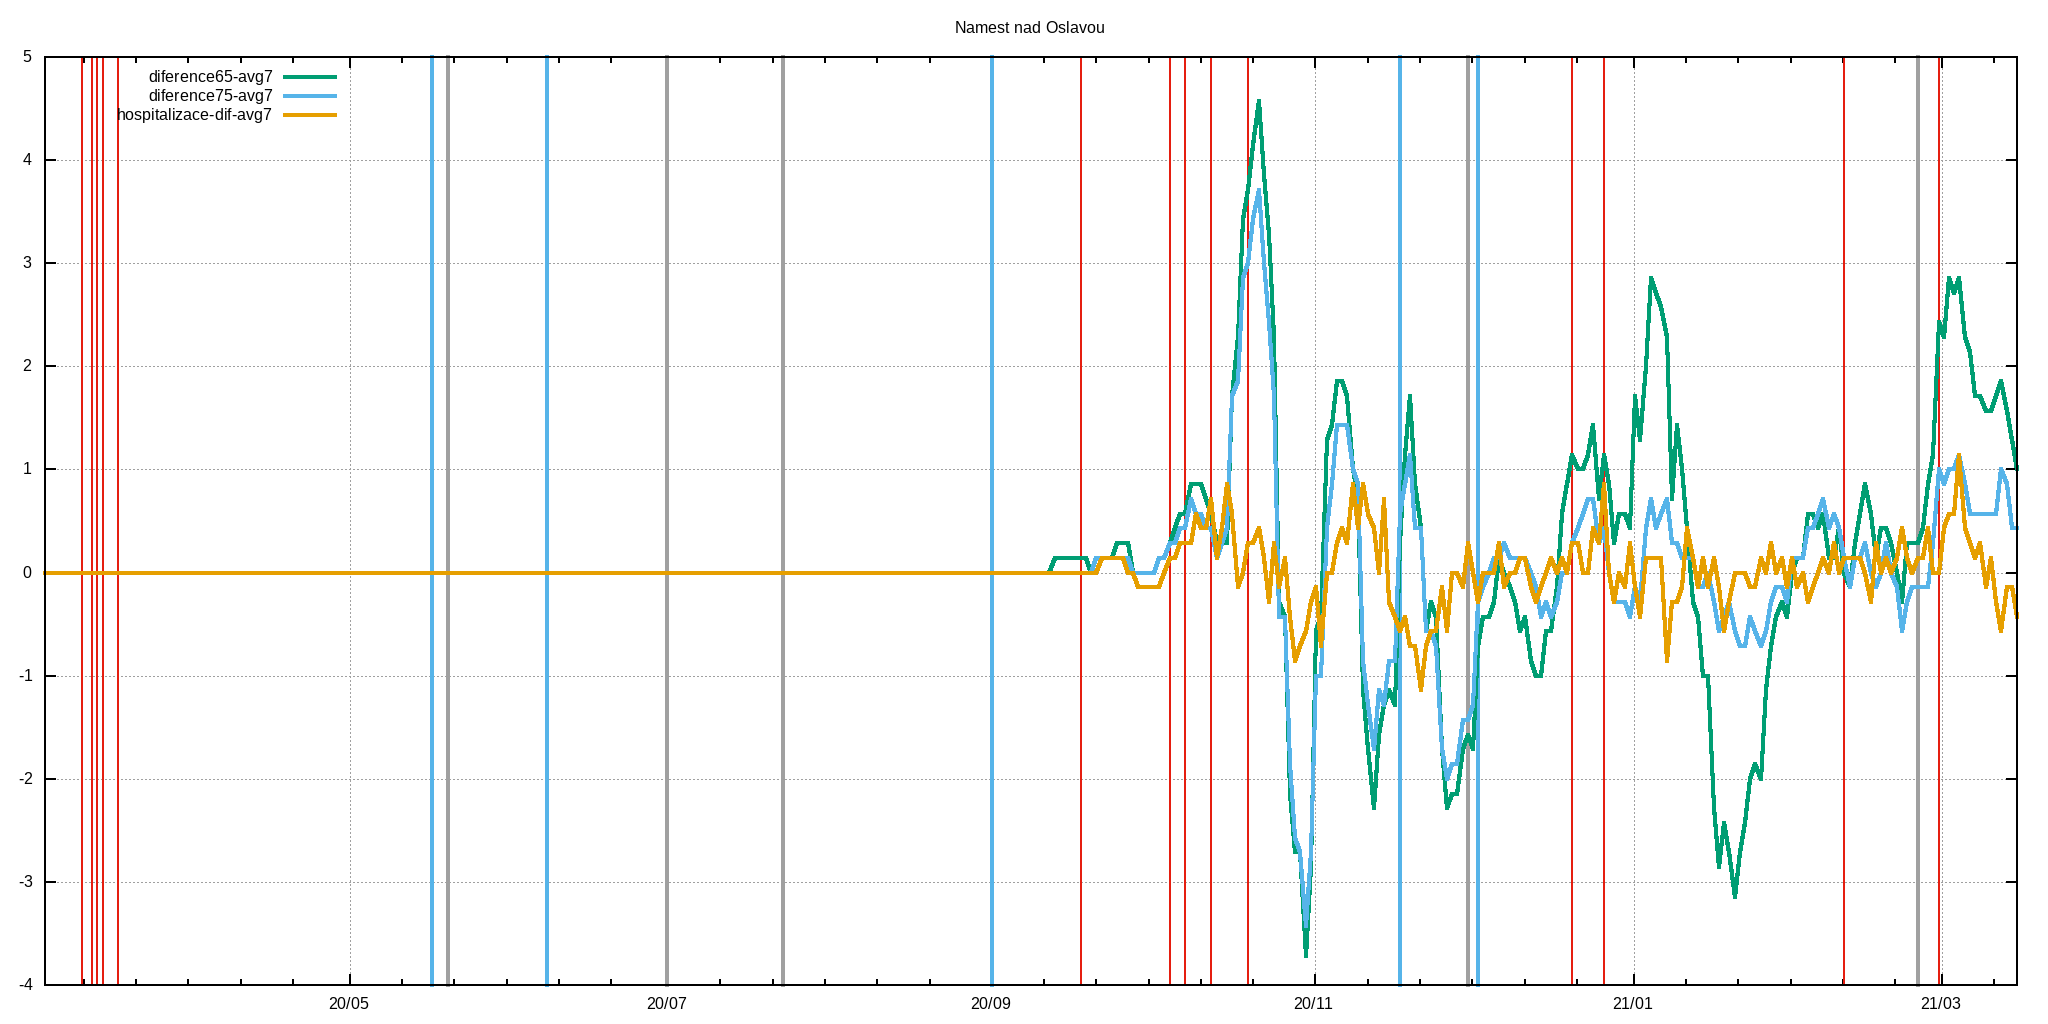 Namest nad Oslavou
5
4
3
2
1
0
-1
-2
-3
-4
diference65-avg7
diference75-avg7
hospitalizace-dif-avg7
20/05 20/07 20/09 20/11 21/01 21/03